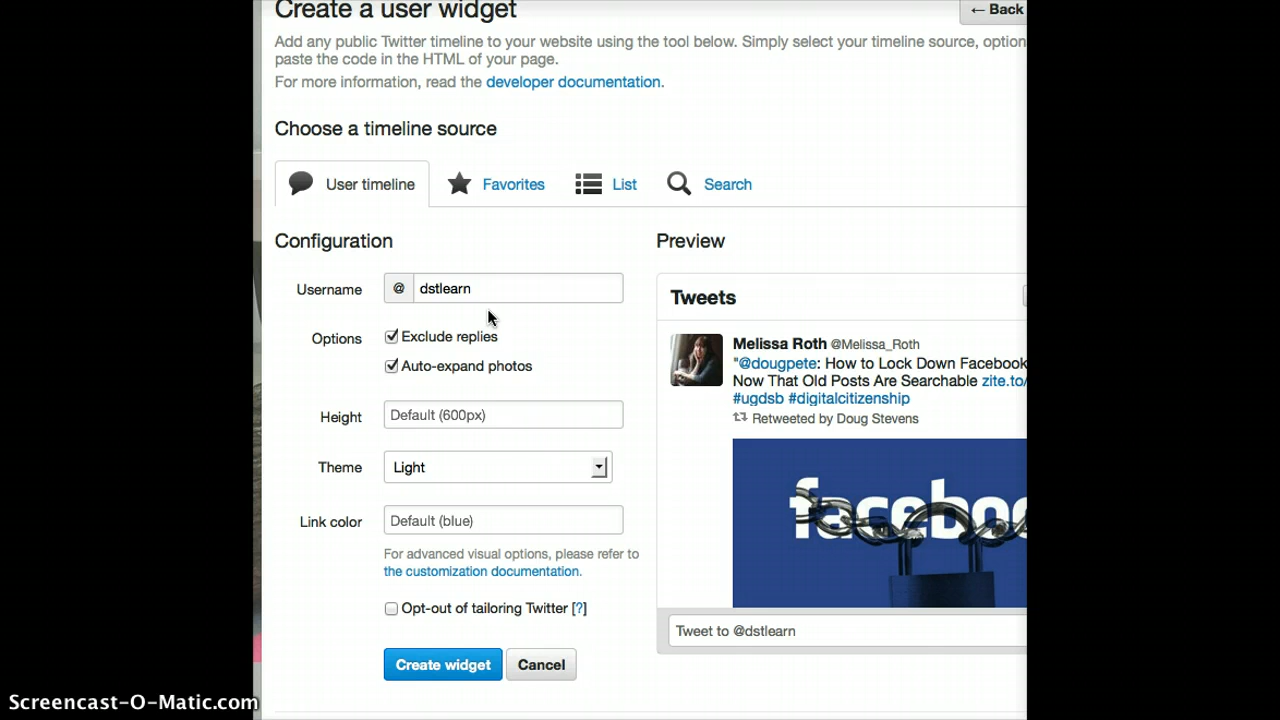 Create a user widget
← Back
Add any public Twitter timeline to your website using the tool below. Simply select your timeline source, option
paste the code in the HTML of your page.
For more information, read the developer documentation.
Choose a timeline source
User timeline
Favorites
List
Search
Configuration
Preview
Username
@ dstlearn
Options
Exclude replies
Auto-expand photos
Height
Default (600px)
Theme
Light
Link color
Default (blue)
For advanced visual options, please refer to
the customization documentation.
Opt-out of tailoring Twitter [?]
Create widget
Cancel
Tweets
Melissa Roth @Melissa_Roth
"@dougpete: How to Lock Down Facebook
Now That Old Posts Are Searchable zite.to/
#ugdsb #digitalcitizenship
Retweeted by Doug Stevens
faceboo
Tweet to @dstlearn
Screencast-O-Matic.com